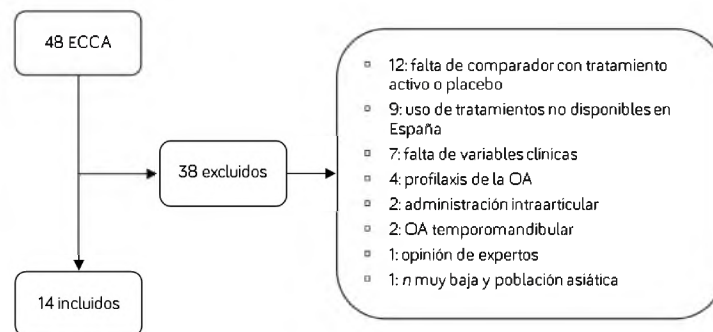 48 ECCA
38 excluidos
14 incluidos
12: falta de comparador con tratamiento
activo o placebo
9: uso de tratamientos no disponibles en
España
7: falta de variables clínicas
4: profilaxis de la OA
2: administración intraarticular
2: OA temporomandibular
1: opinión de expertos
1: n muy baja y población asiática